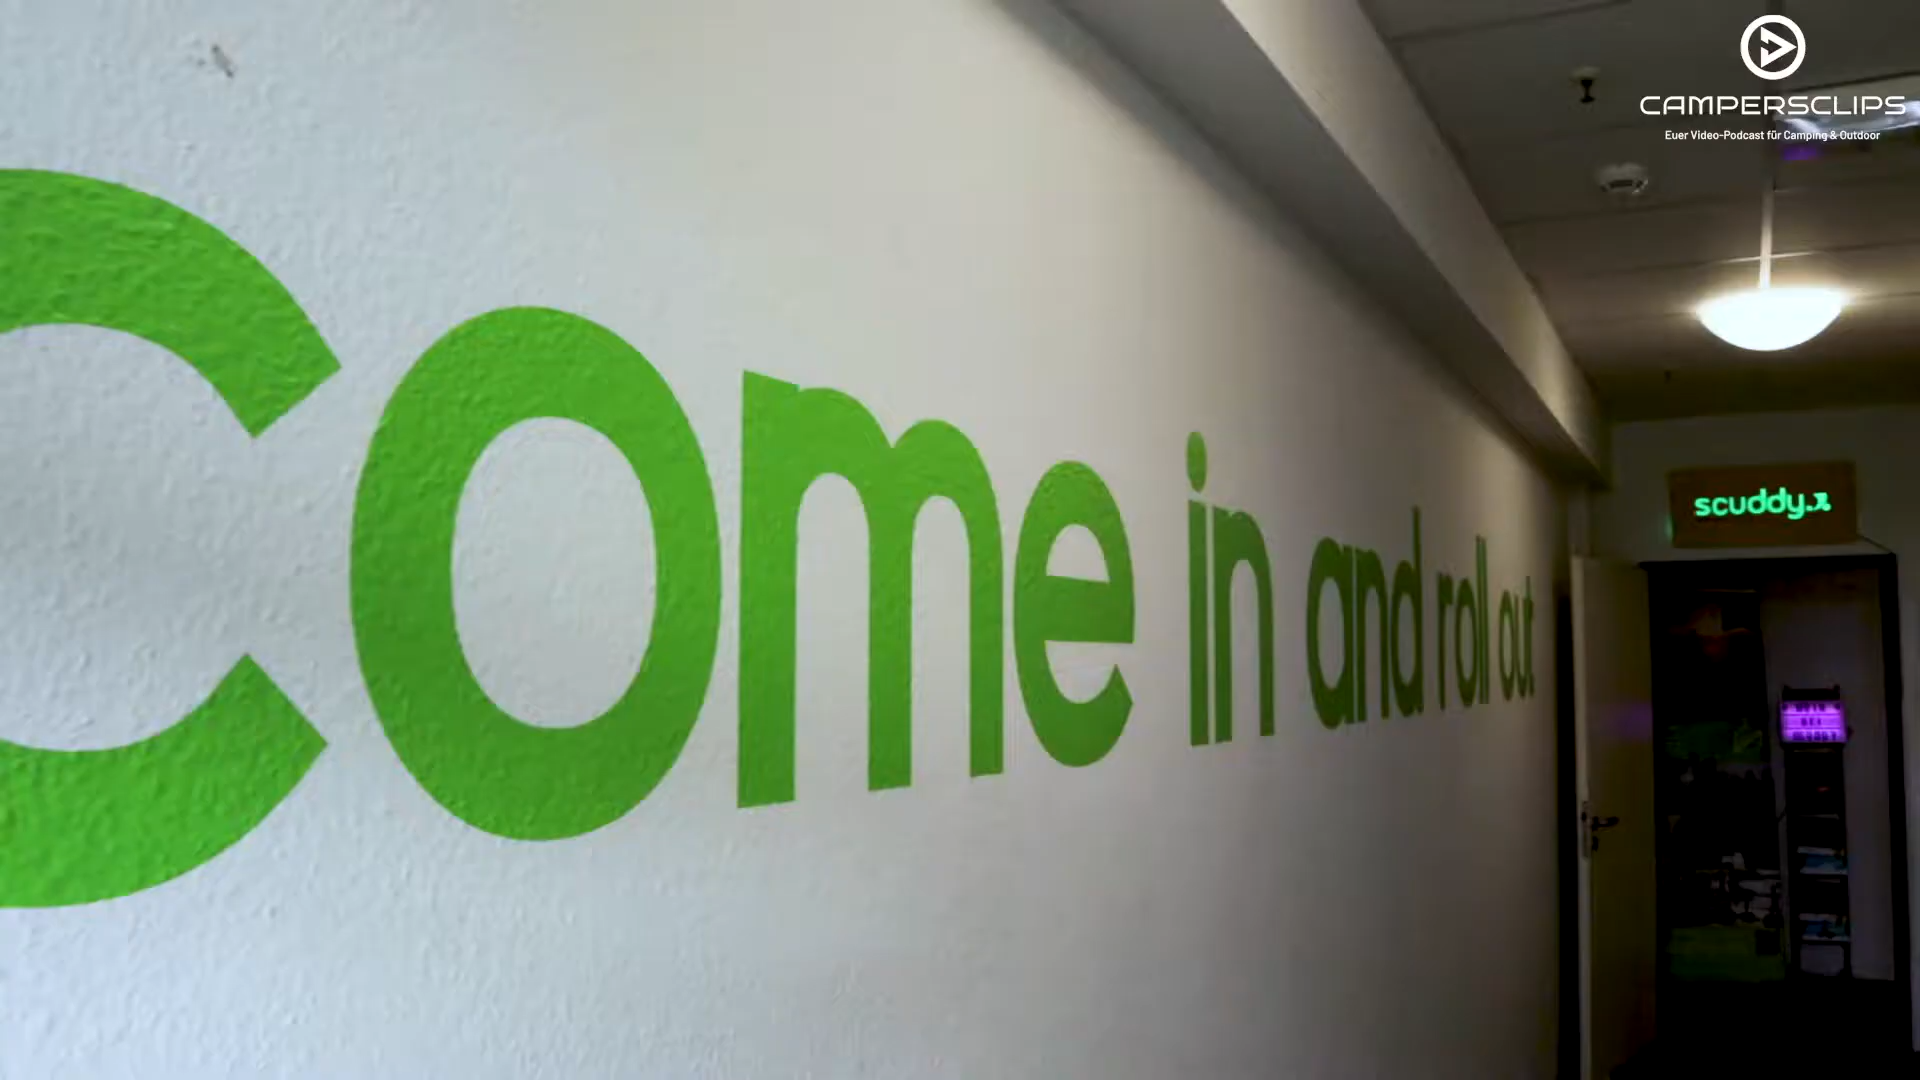 CAMPERSCLIPS
Euer Video-Podcast für Camping & Outdoor
Come in and roll out
scuddy